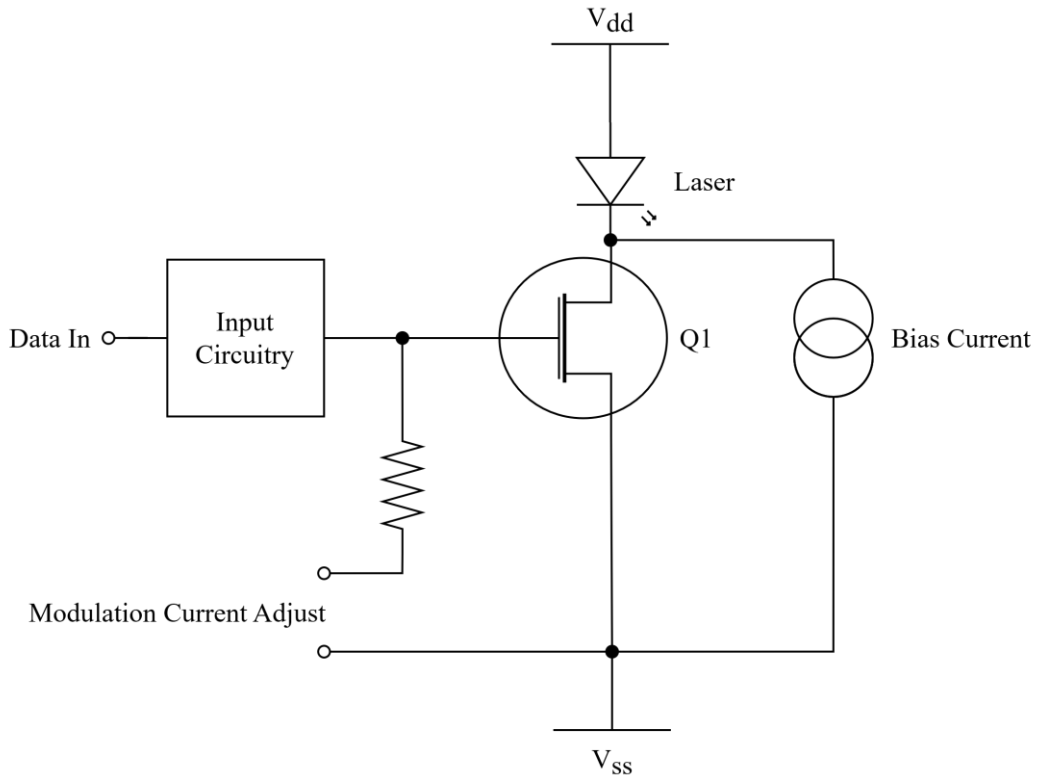 Vdd
Laser
Data In
Input
Circuitry
Q1
Bias Current
Modulation Current Adjust
Vss